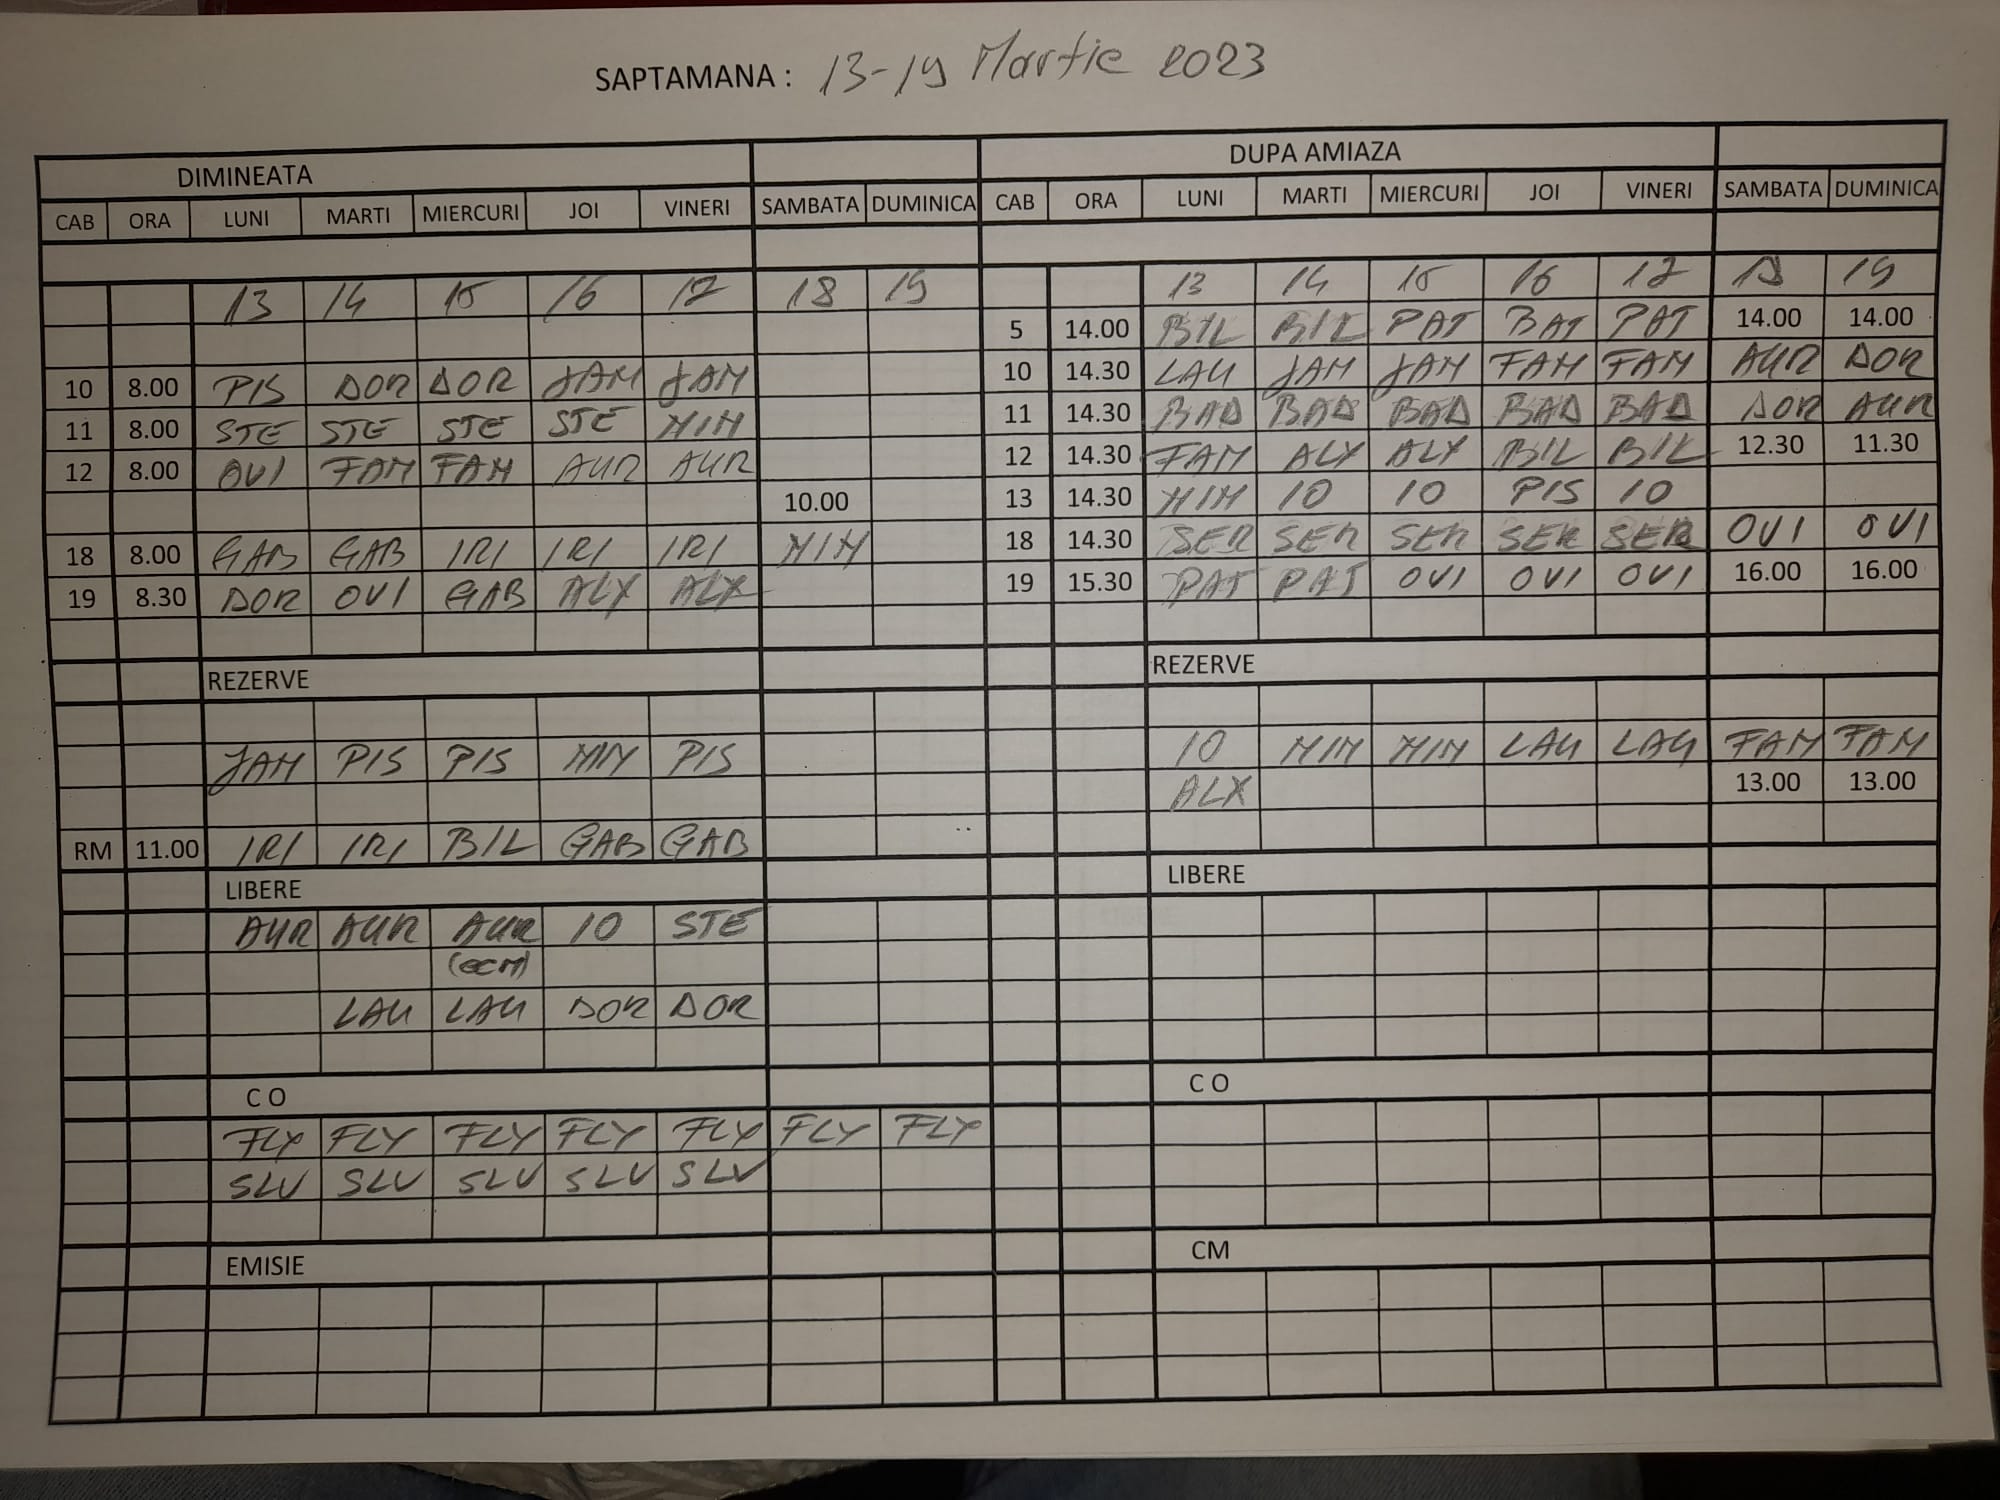 SAPTAMANA : 13-19 Martie 2023
DIMINEATA
CAB ORA LUNI MARTI MIERCURI JOI VINERI SAMBATA DUMINICA
13 14 15 16 17 18 19
10 8.00 PIS DOR DOR JAM JAM
11 8.00 STE STE STE STE MIM
12 8.00 OVI FAM FAM AUR AUR
10.00
18 8.00 GAB GAB IRI IRI IRI MIM
19 8.30 DOR OVI GAB ALX ALX
REZERVE
JAM PIS PIS MIM PIS
RM 11.00 IRI IRI BIL GAB GAB
LIBERE
AUR AUR AUR 10 STE
(ecm)
LAU LAU DOR DOR
C O
FLY FLY FLY FLY FLY FLY FLY
SLV SLV SLV SLV SLV
EMISIE
DUPA AMIAZA
CAB ORA LUNI MARTI MIERCURI JOI VINERI SAMBATA DUMINICA
13 14 15 16 17 18 19
5 14.00 BIL BIL PAT PAT 14.00 14.00
10 14.30 LAU JAM JAM FAM FAM AUR DOR
11 14.30 BAD BAD BAD BAD BAD DOR AUR
12 14.30 FAM ALX ALX BIL BIL 12.30 11.30
13 14.30 MIM 10 10 PIS 10
18 14.30 SER SER SER SER SER OVI OVI
19 15.30 PAT PAT OVI OVI OVI 16.00 16.00
REZERVE
10 MIM MIM LAU LAU FAM FAM
ALX 13.00 13.00
LIBERE
C O
CM